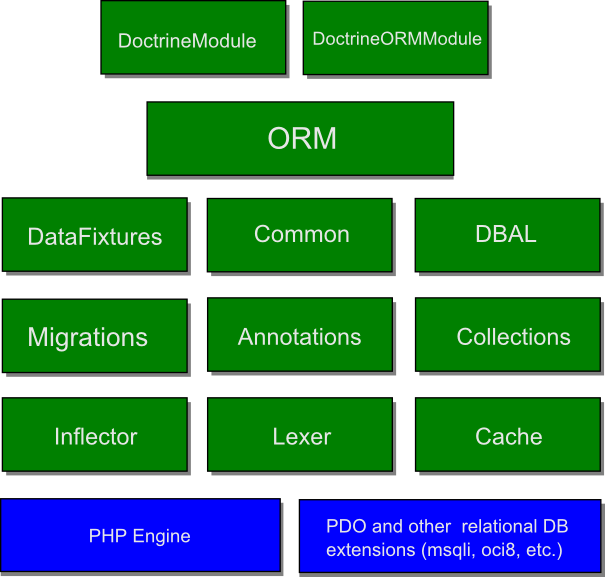 DoctrineModule
DoctrineORMModule
ORM
DataFixtures
Common
DBAL
Migrations
Annotations
Collections
Inflector
Lexer
Cache
PHP Engine
PDO and other relational DB
extensions (msqli, oci8, etc.)